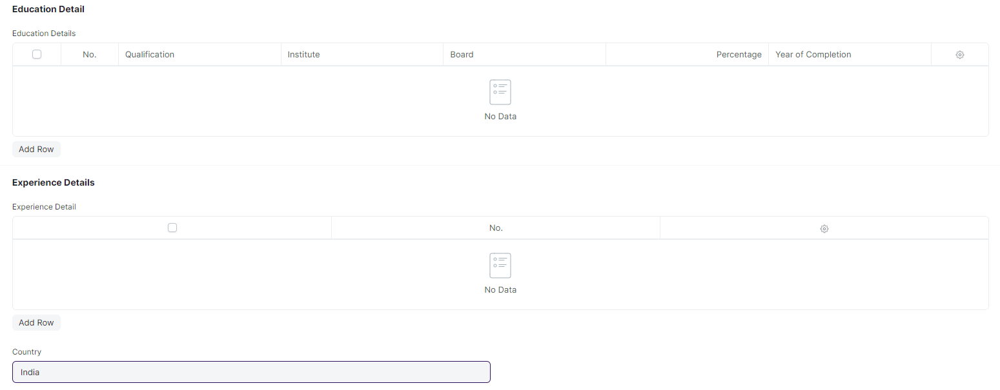 Education Detail
Education Details
No. Qualification Institute Board Percentage Year of Completion
No Data
Add Row
Experience Details
Experience Detail
No.
No Data
Add Row
Country
India